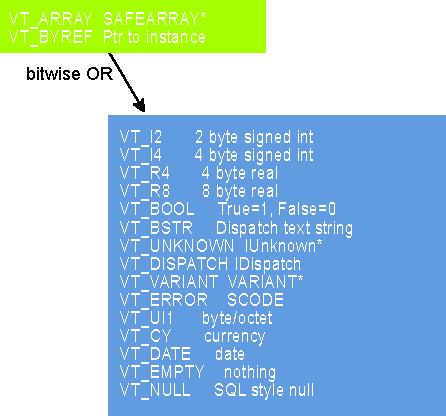 VT_ARRAY SAFEARRAY*
VT_BYREF Ptr to instance
bitwise OR
VT_I2 2 byte signed int
VT_I4 4 byte signed int
VT_R4 4 byte real
VT_R8 8 byte real
VT_BOOL True=1, False=0
VT_BSTR Dispatch text string
VT_UNKNOWN IUnknown*
VT_DISPATCH IDispatch
VT_VARIANT VARIANT*
VT_ERROR SCODE
VT_UI1 byte/octet
VT_CY currency
VT_DATE date
VT_EMPTY nothing
VT_NULL SQL style null